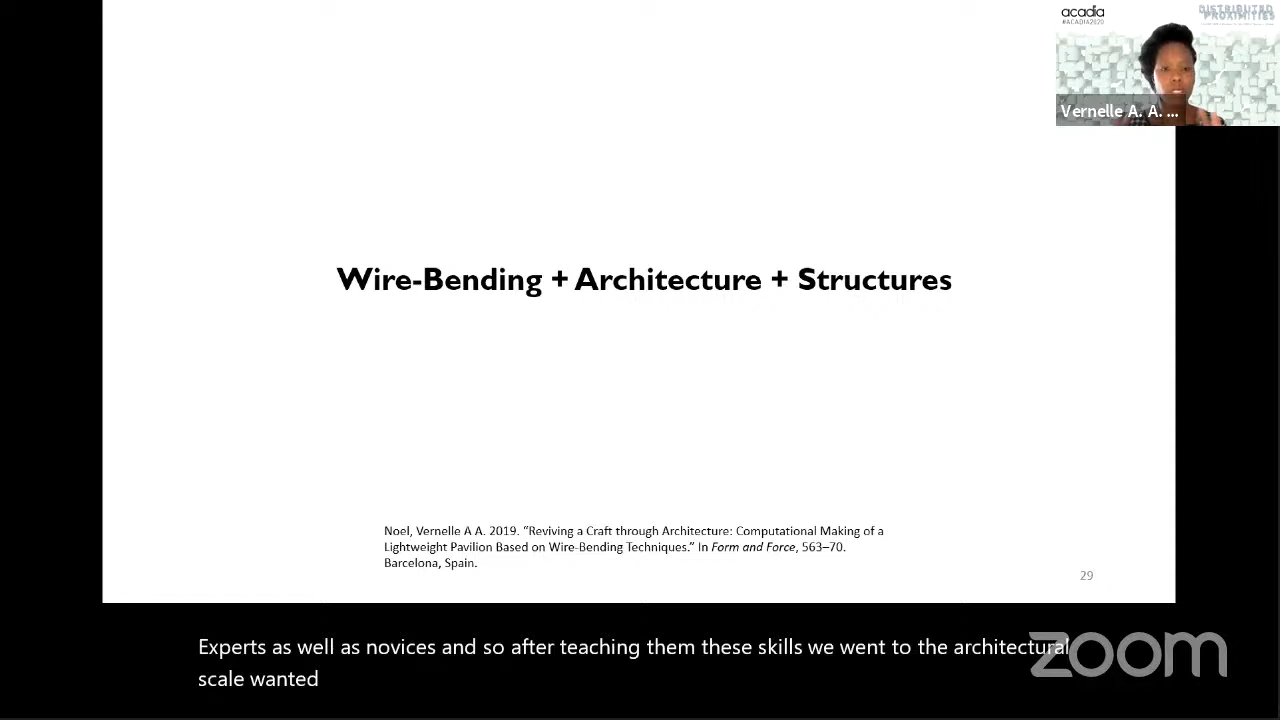 acadia
#ACADIA2020
DISTRIBUTED
PROXIMITIES
Vernelle A. A. ...
Wire-Bending + Architecture + Structures
Noel, Vernelle A A. 2019. “Reviving a Craft through Architecture: Computational Making of a
Lightweight Pavilion Based on Wire-Bending Techniques.” In Form and Force, 563–70.
Barcelona, Spain.
29
Experts as well as novices and so after teaching them these skills we went to the architectural
scale wanted
zoom